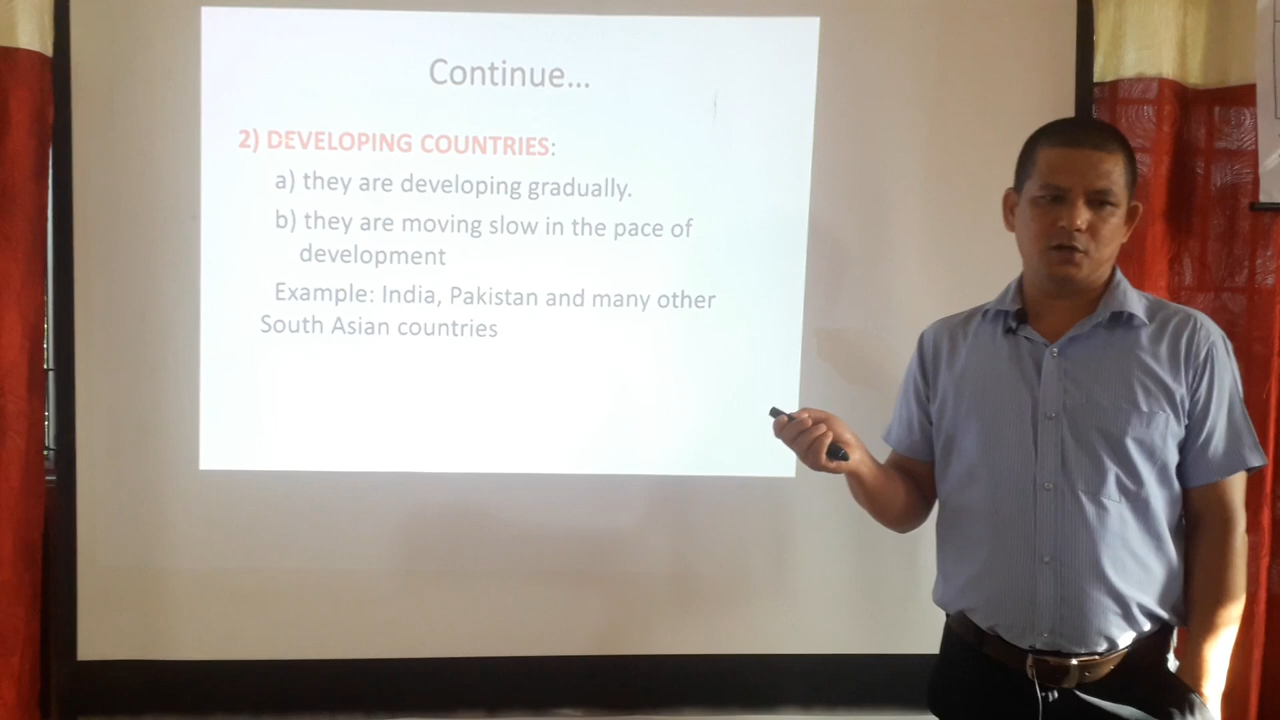 Continue...
2) DEVELOPING COUNTRIES:
a) they are developing gradually.
b) they are moving slow in the pace of
development
Example: India, Pakistan and many other
South Asian countries